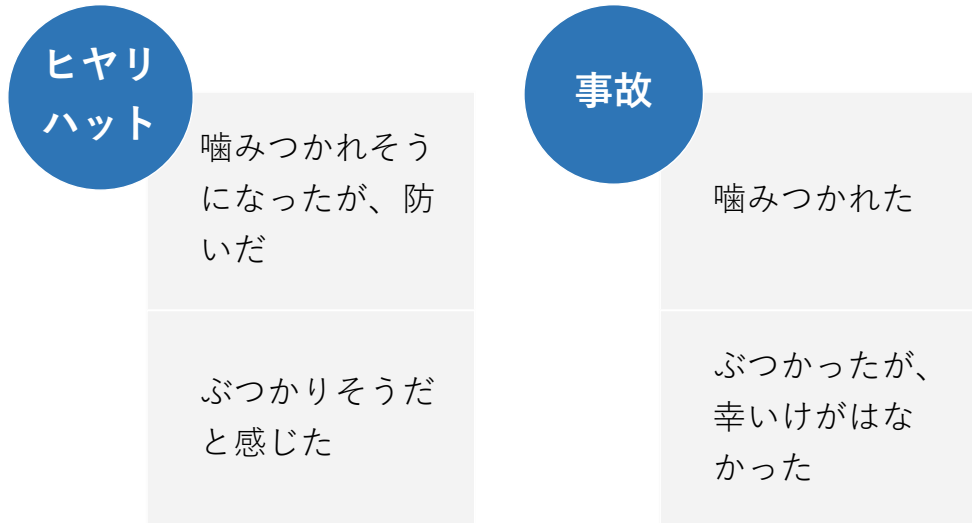 ヒヤリ
ハット
噛みつかれそう
になったが、防
いだ
ぶつかりそうだ
と感じた
事故
噛みつかれた
ぶつかったが、
幸いけがはな
かった